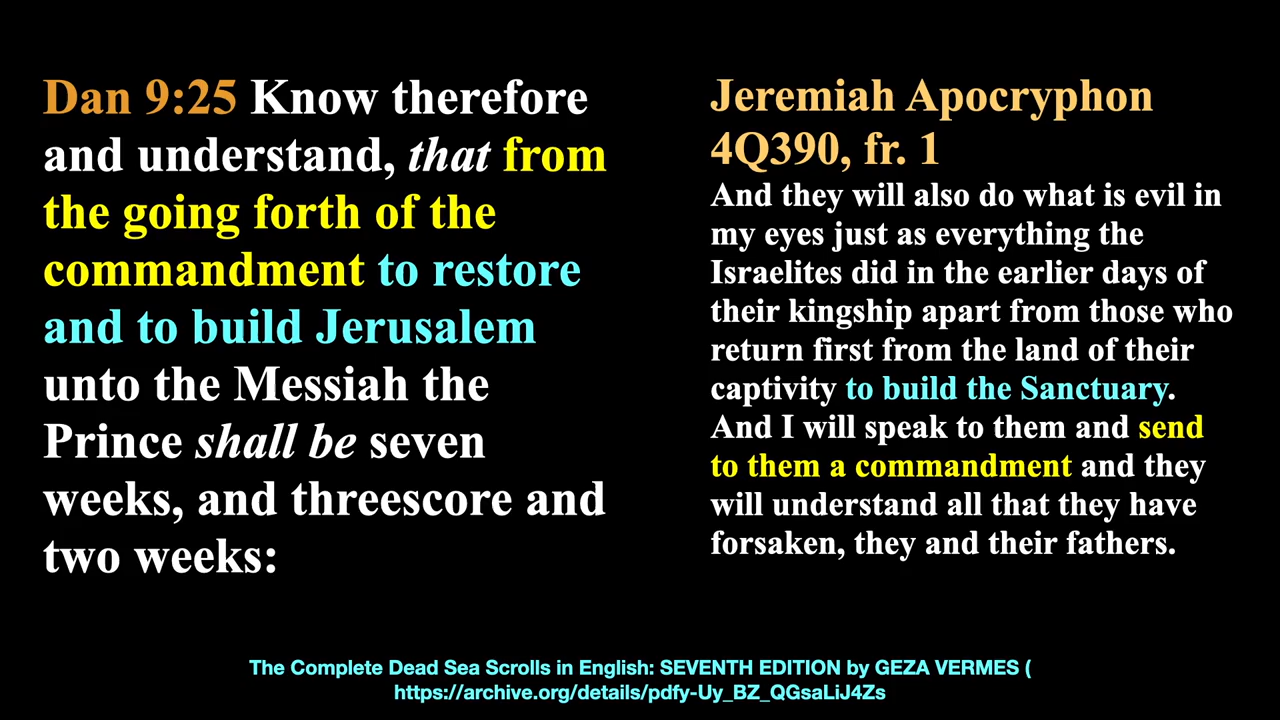 Dan 9:25 Know therefore
and understand, that from
the going forth of the
commandment to restore
and to build Jerusalem
unto the Messiah the
Prince shall be seven
weeks, and threescore and
two weeks:
Jeremiah Apocryphon
4Q390, fr. 1
And they will also do what is evil in
my eyes just as everything the
Israelites did in the earlier days of
their kingship apart from those who
return first from the land of their
captivity to build the Sanctuary.
And I will speak to them and send
to them a commandment and they
will understand all that they have
forsaken, they and their fathers.
The Complete Dead Sea Scrolls in English: SEVENTH EDITION by GEZA VERMES (
https://archive.org/details/pdfy-Uy_BZ_QGsaLiJ4Zs